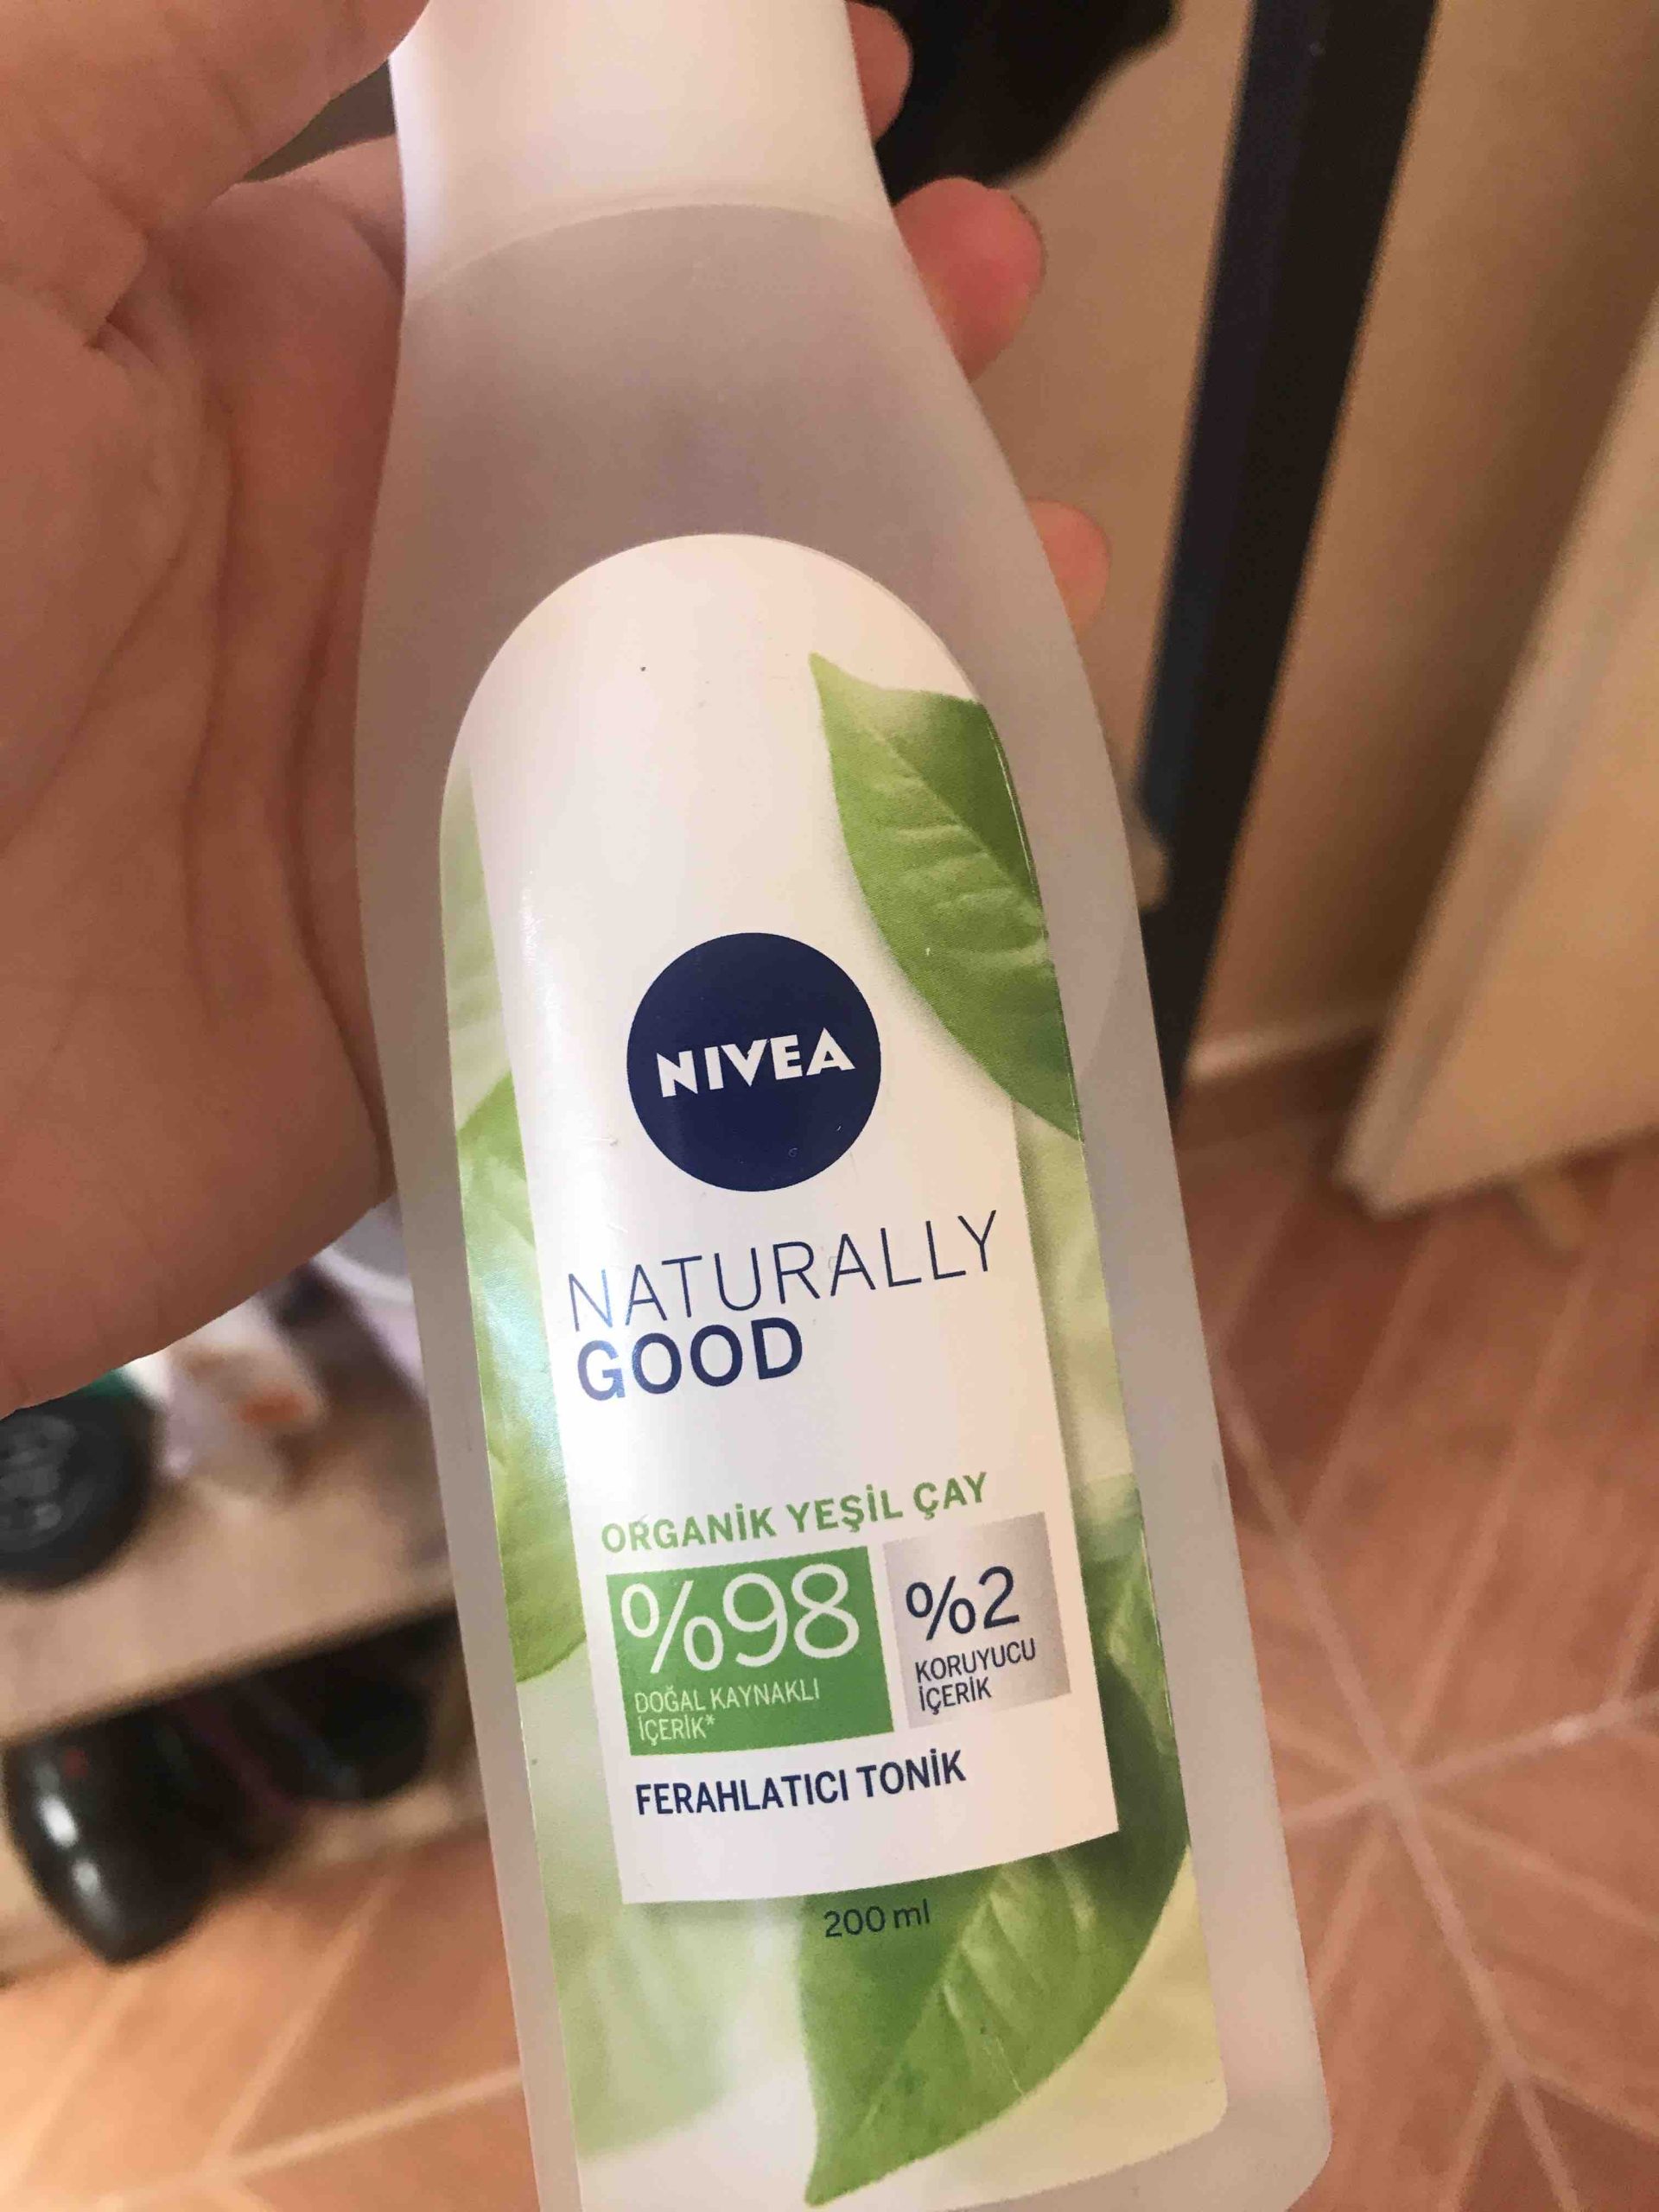 NIVEA
NATURALLY
GOOD
ORGANİK YEŞİL ÇAY
%98
DOĞAL KAYNAKLI
İÇERİK*
%2
KORUYUCU
İÇERİK
FERAHLATICI TONİK
200 ml